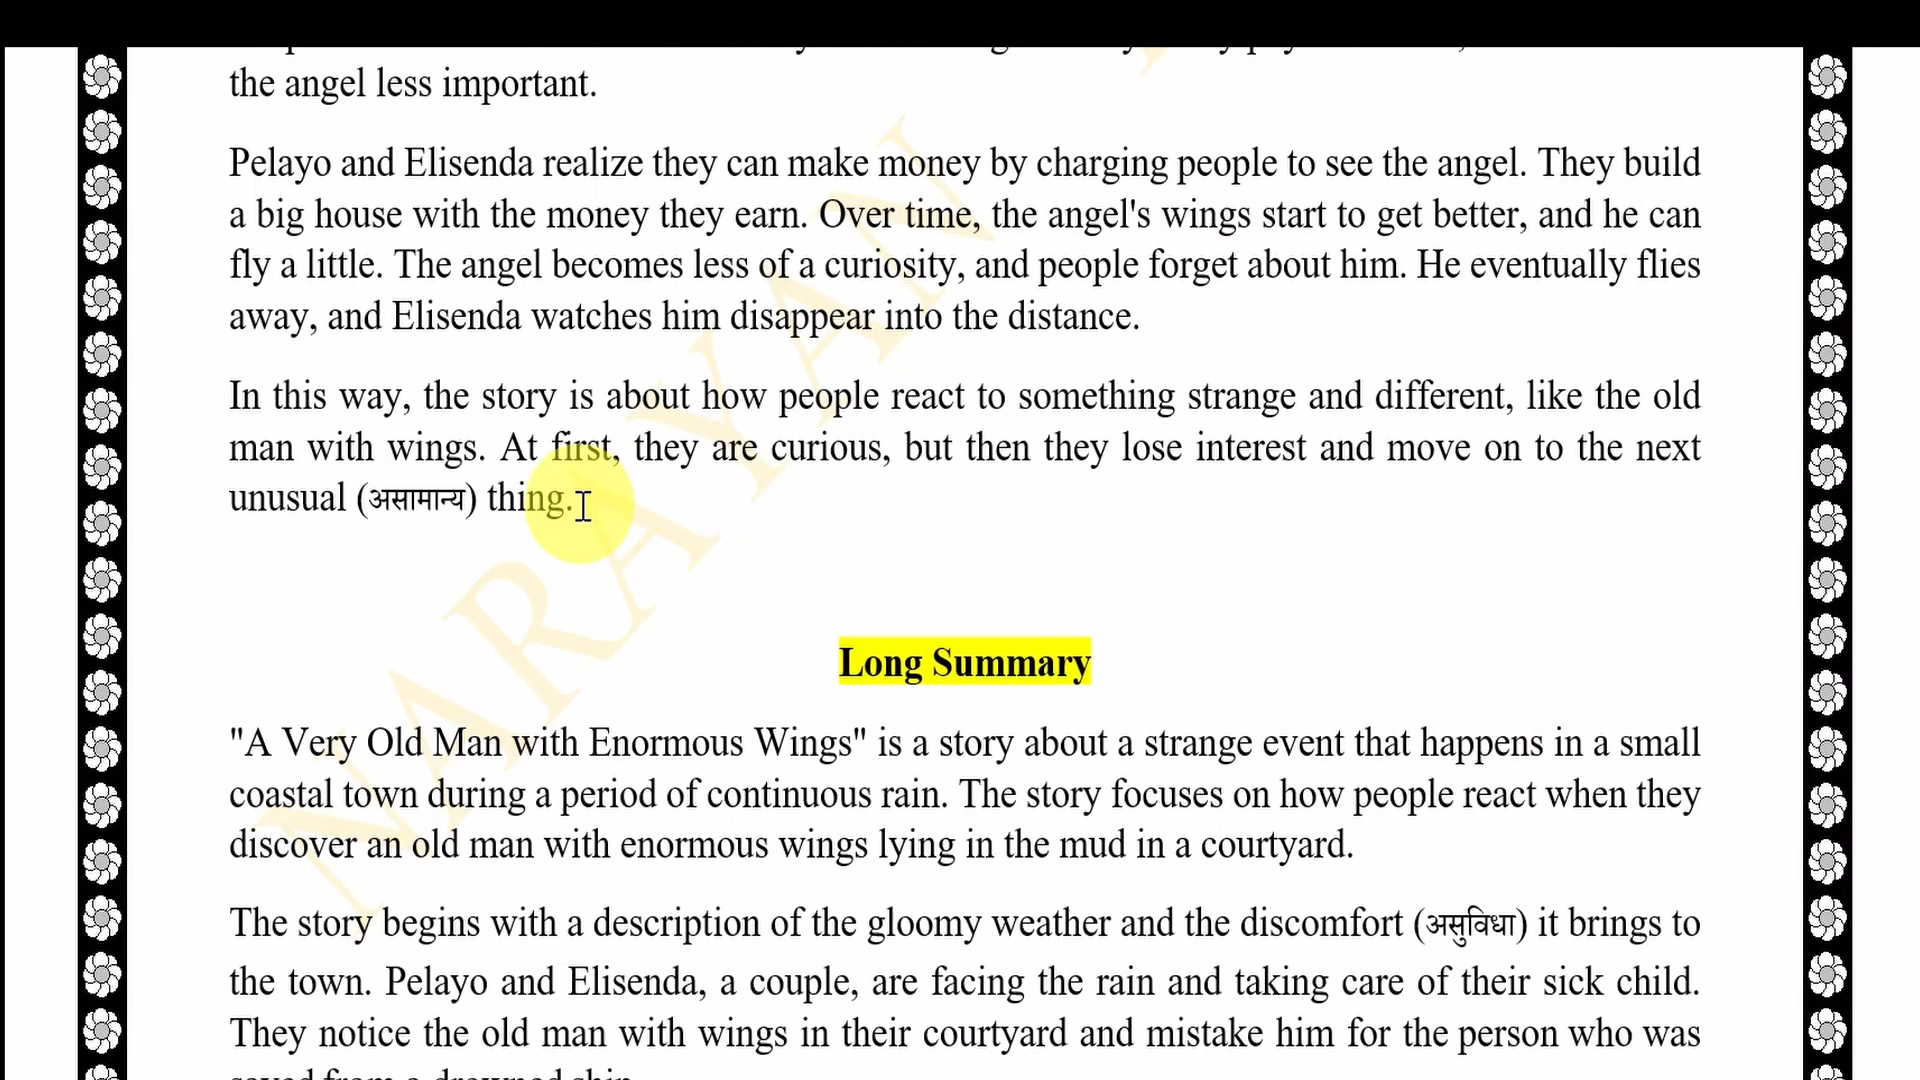 the angel less important.
Pelayo and Elisenda realize they can make money by charging people to see the angel. They build
a big house with the money they earn. Over time, the angel's wings start to get better, and he can
fly a little. The angel becomes less of a curiosity, and people forget about him. He eventually flies
away, and Elisenda watches him disappear into the distance.
In this way, the story is about how people react to something strange and different, like the old
man with wings. At first, they are curious, but then they lose interest and move on to the next
unusual (असामान्य) thing.
NARAYAN
Long Summary
"A Very Old Man with Enormous Wings" is a story about a strange event that happens in a small
coastal town during a period of continuous rain. The story focuses on how people react when they
discover an old man with enormous wings lying in the mud in a courtyard.
The story begins with a description of the gloomy weather and the discomfort (असुविधा) it brings to
the town. Pelayo and Elisenda, a couple, are facing the rain and taking care of their sick child.
They notice the old man with wings in their courtyard and mistake him for the person who was
saved from a drowned ship.